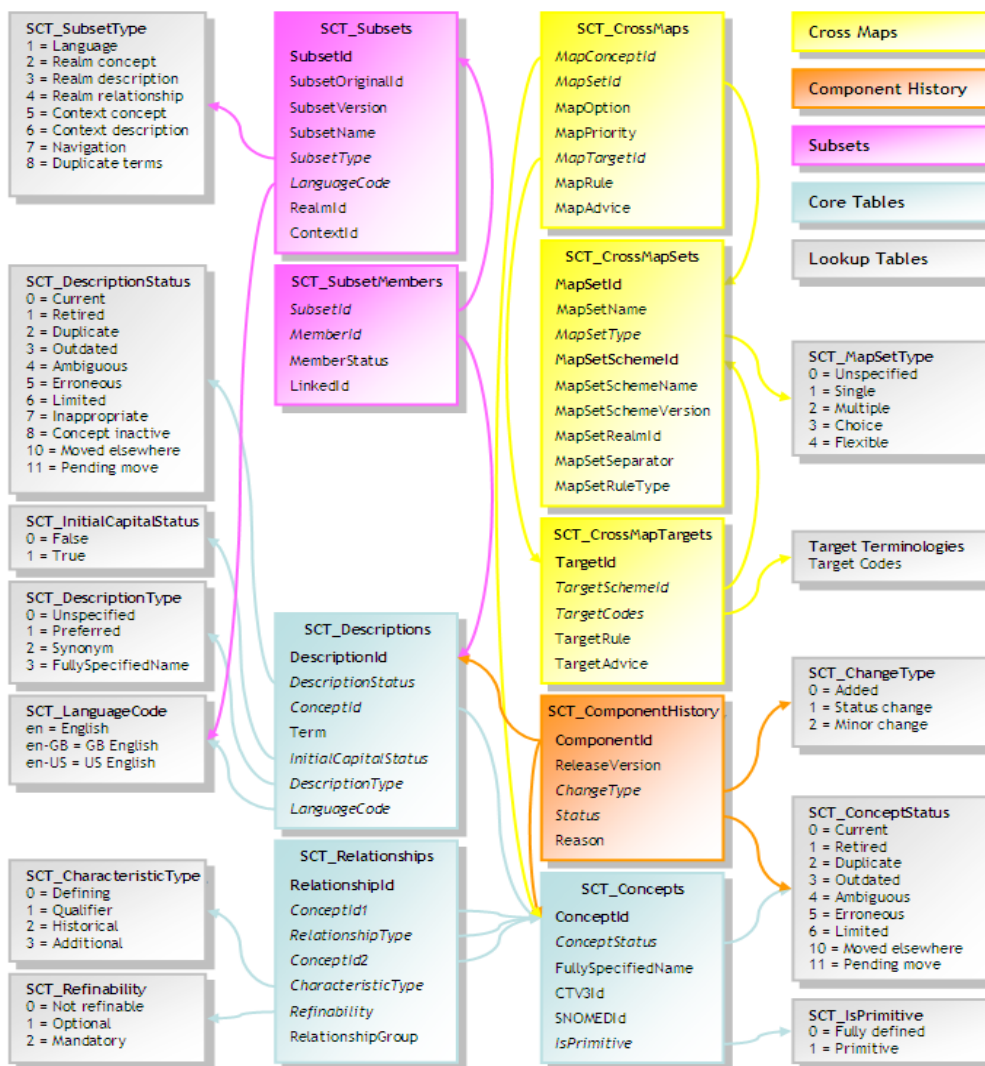 SCT_SubsetType
1 = Language
2 = Realm concept
3 = Realm description
4 = Realm relationship
5 = Context concept
6 = Context description
7 = Navigation
8 = Duplicate terms
SCT_DescriptionStatus
0 = Current
1 = Retired
2 = Duplicate
3 = Outdated
4 = Ambiguous
5 = Erroneous
6 = Limited
7 = Inappropriate
8 = Concept inactive
10 = Moved elsewhere
11 = Pending move
SCT_InitialCapitalStatus
0 = False
1 = True
SCT_DescriptionType
0 = Unspecified
1 = Preferred
2 = Synonym
3 = FullySpecifiedName
SCT_LanguageCode
en = English
en-GB = GB English
en-US = US English
SCT_CharacteristicType
0 = Defining
1 = Qualifier
2 = Historical
3 = Additional
SCT_Refinability
0 = Not refinable
1 = Optional
2 = Mandatory
SCT_Subsets
SubsetId
SubsetOriginalId
SubsetVersion
SubsetName
SubsetType
LanguageCode
RealmId
ContextId
SCT_SubsetMembers
SubsetId
MemberId
MemberStatus
LinkedId
SCT_Descriptions
DescriptionId
DescriptionStatus
ConceptId
Term
InitialCapitalStatus
DescriptionType
LanguageCode
SCT_Relationships
RelationshipId
ConceptId1
RelationshipType
ConceptId2
CharacteristicType
Refinability
RelationshipGroup
SCT_CrossMaps
MapConceptId
MapSetId
MapOption
MapPriority
MapTargetId
MapRule
MapAdvice
SCT_CrossMapSets
MapSetId
MapSetName
MapSetType
MapSetSchemeId
MapSetSchemeName
MapSetSchemeVersion
MapSetRealmId
MapSetSeparator
MapSetRuleType
SCT_CrossMapTargets
TargetId
TargetSchemeId
TargetCodes
TargetRule
TargetAdvice
SCT_ComponentHistory
ComponentId
ReleaseVersion
ChangeType
Status
Reason
SCT_Concepts
ConceptId
ConceptStatus
FullySpecifiedName
CTV3Id
SNOMEDId
IsPrimitive
Cross Maps
Component History
Subsets
Core Tables
Lookup Tables
SCT_MapSetType
0 = Unspecified
1 = Single
2 = Multiple
3 = Choice
4 = Flexible
Target Terminologies
Target Codes
SCT_ChangeType
0 = Added
1 = Status change
2 = Minor change
SCT_ConceptStatus
0 = Current
1 = Retired
2 = Duplicate
3 = Outdated
4 = Ambiguous
5 = Erroneous
6 = Limited
10 = Moved elsewhere
11 = Pending move
SCT_IsPrimitive
0 = Fully defined
1 = Primitive